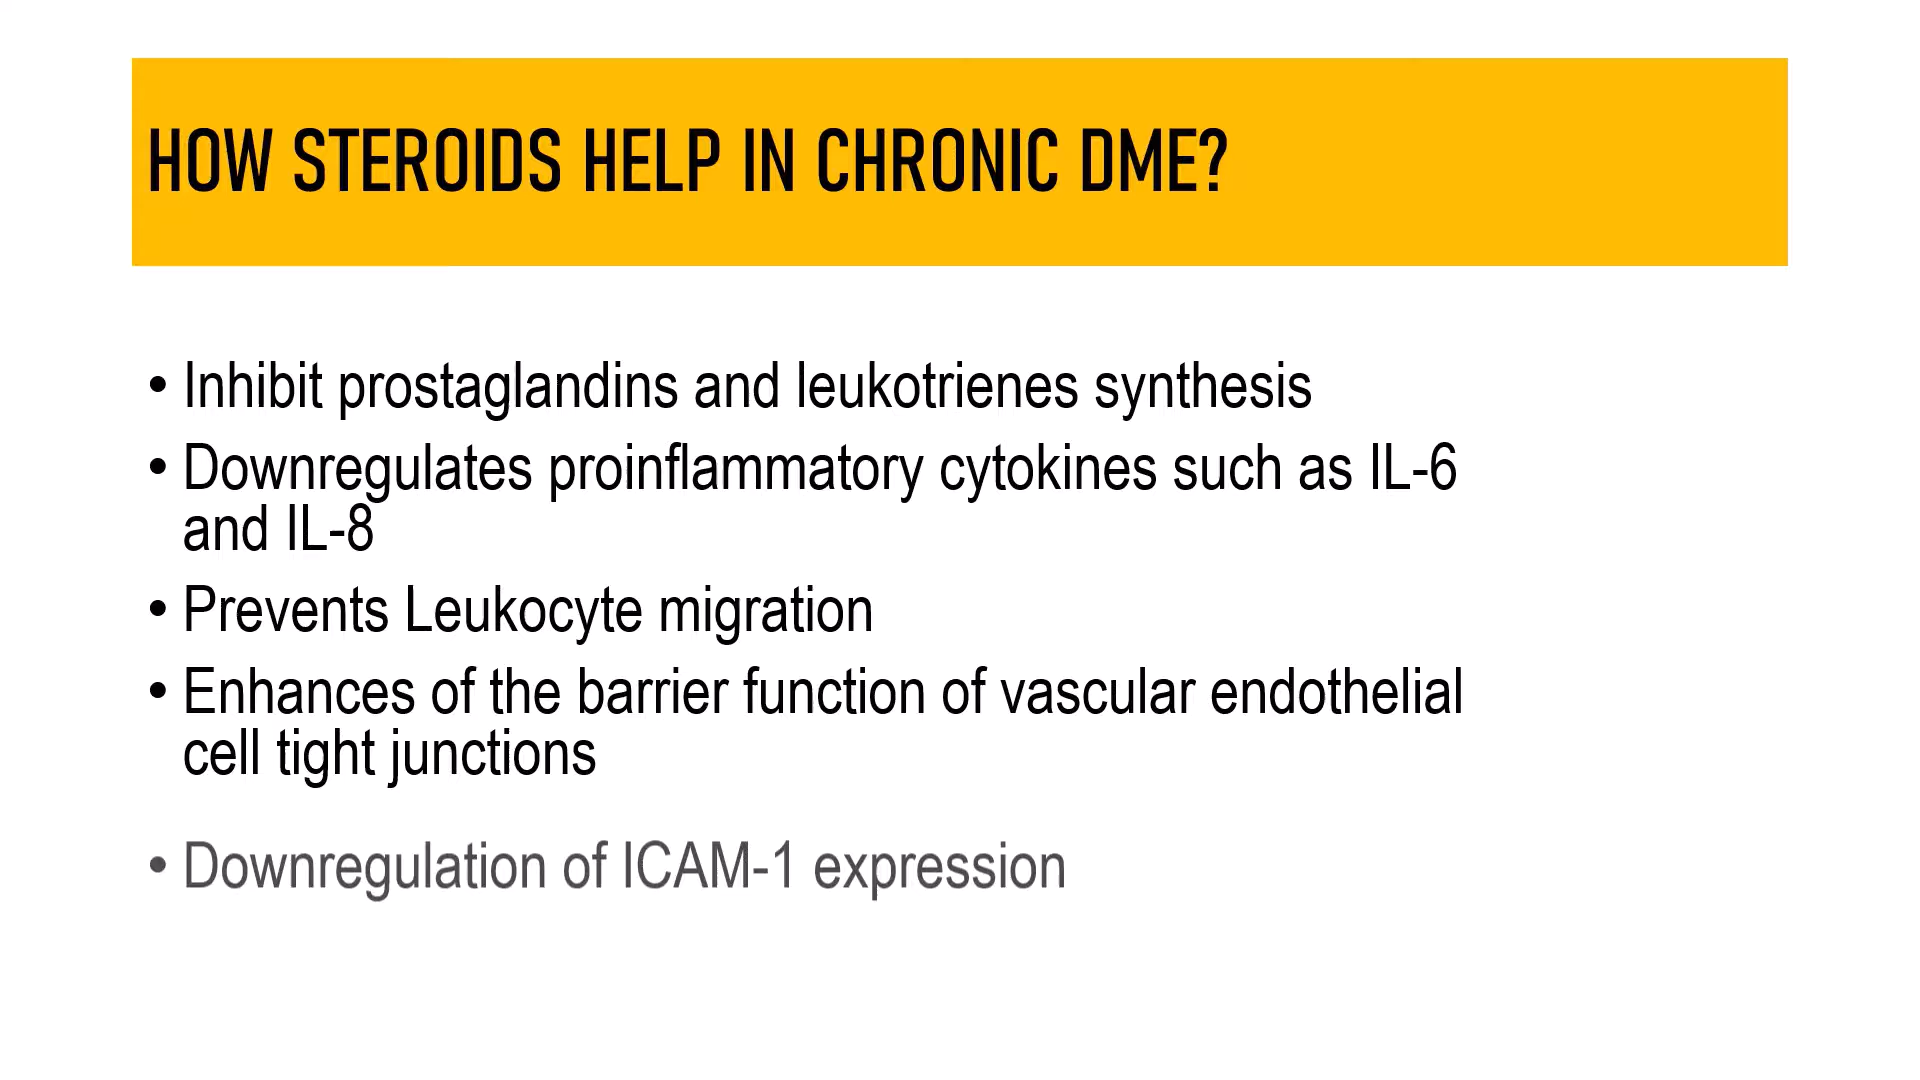 HOW STEROIDS HELP IN CHRONIC DME?
• Inhibit prostaglandins and leukotrienes synthesis
• Downregulates proinflammatory cytokines such as IL-6
and IL-8
• Prevents Leukocyte migration
• Enhances of the barrier function of vascular endothelial
cell tight junctions
• Downregulation of ICAM-1 expression